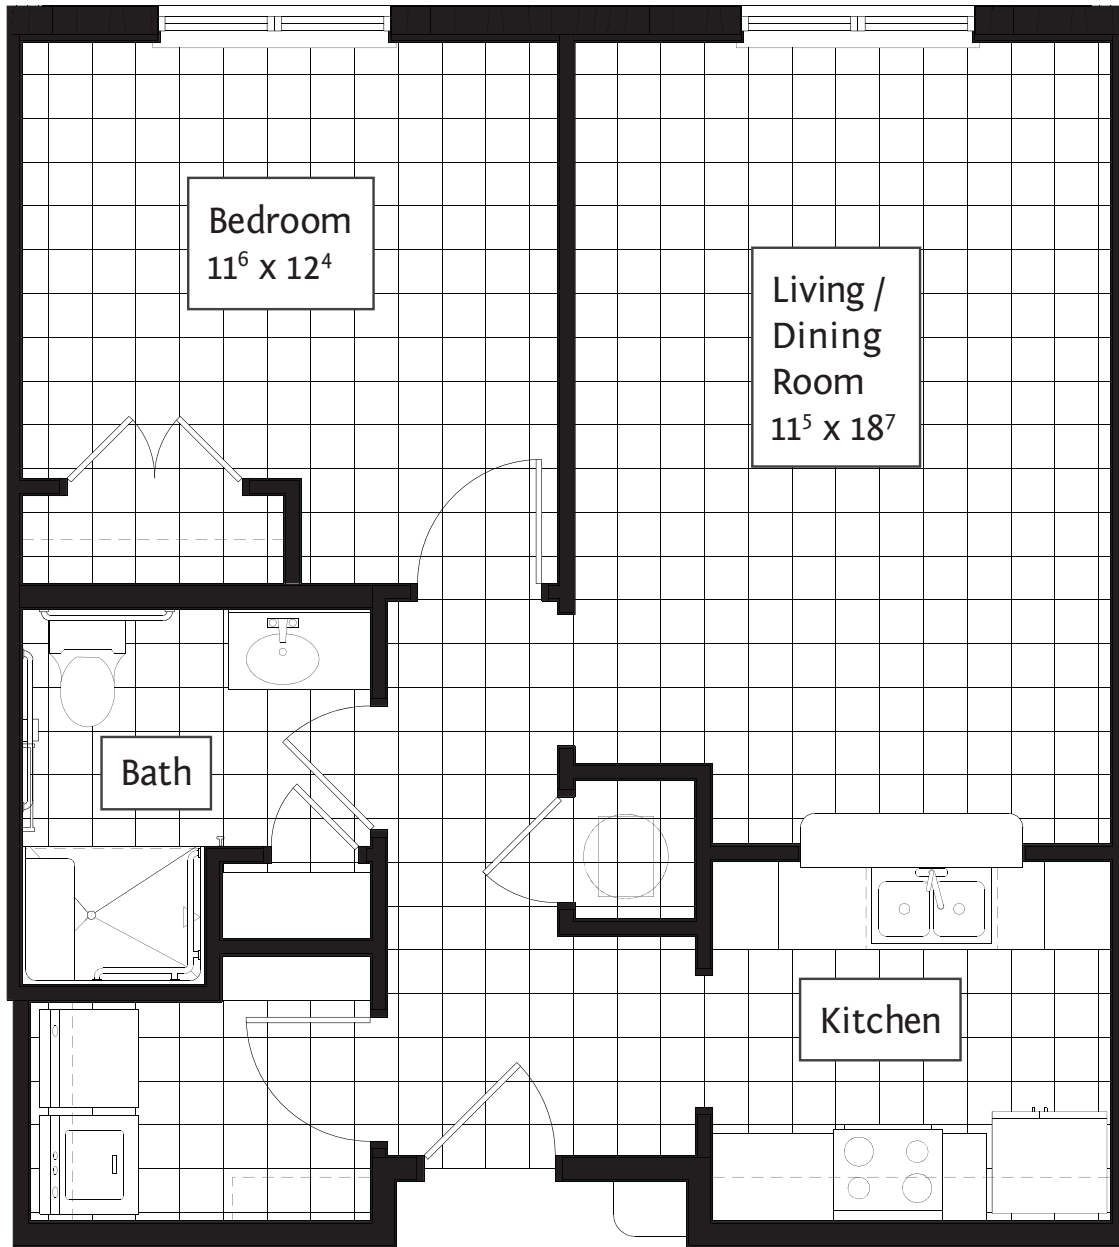 Bedroom
11⁶ x 12⁴
Living /
Dining
Room
11⁵ x 18⁷
Bath
Kitchen